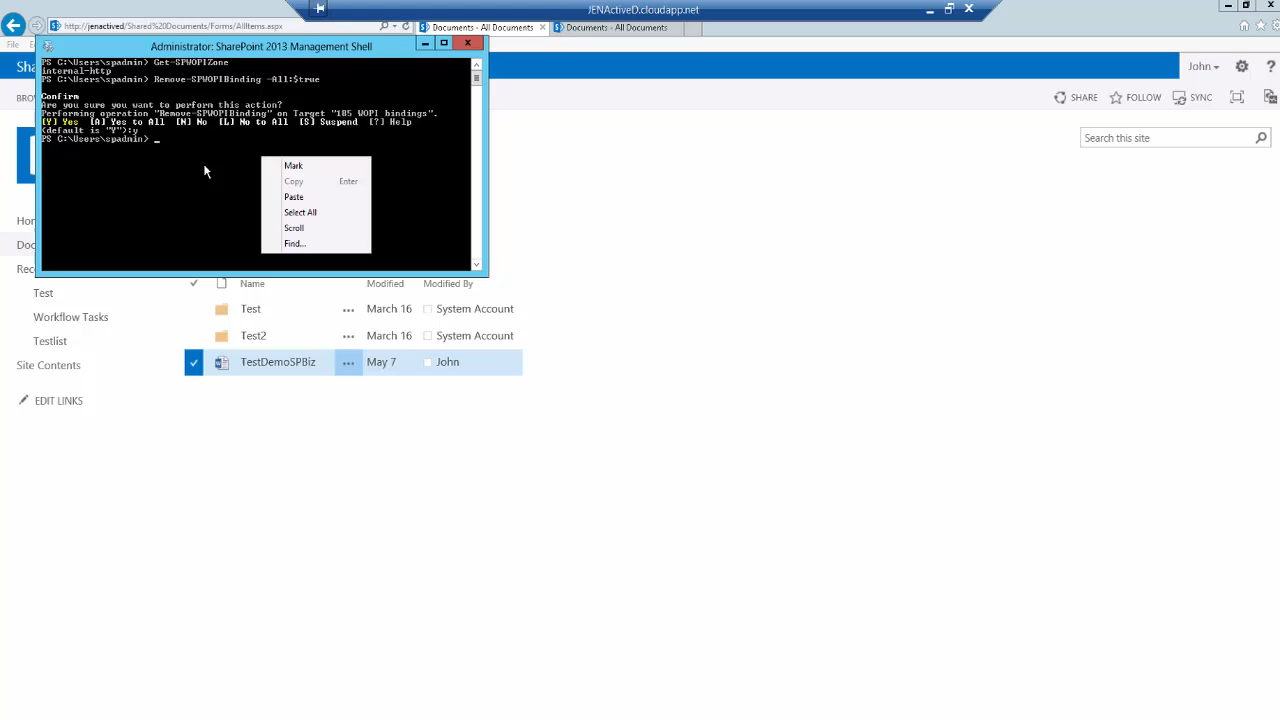 JENActiveD.cloudapp.net
http://jenactived/Shared%20Documents/Forms/AllItems.aspx
Documents - All Documents
Documents - All Documents
File
Administrator: SharePoint 2013 Management Shell
PS C:\Users\spadmin> Get-SPWOPIZone
internal-http
PS C:\Users\spadmin> Remove-SPWOPIBinding -All:$true
Confirm
Are you sure you want to perform this action?
Performing operation "Remove-SPWOPIBinding" on Target "185 WOPI bindings".
[Y] Yes [A] Yes to All [N] No [L] No to All [S] Suspend [?] Help
(default is "Y"):y
PS C:\Users\spadmin> _
Mark
Copy Enter
Paste
Select All
Scroll
Find...
John
?
SHARE
FOLLOW
SYNC
Search this site
Test
Workflow Tasks
Testlist
Site Contents
EDIT LINKS
Name Modified Modified By
Test ... March 16 System Account
Test2 ... March 16 System Account
TestDemoSPBiz ... May 7 John